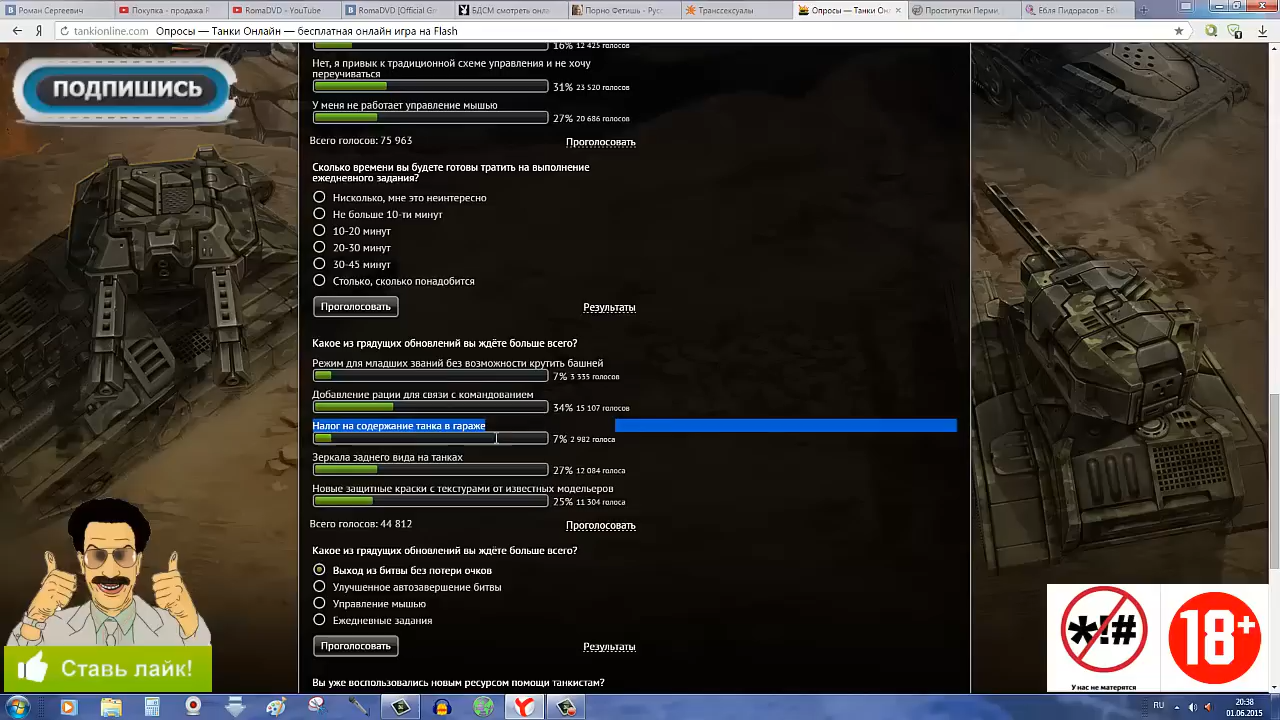 Роман Сергеевич
Покупка - продажа Р
RomaDVD - YouTube
RomaDVD [Official Gr
БДСМ смотреть онла
Порно Фетишь - Рус
Транссексуалы
Опросы — Танки Онл
Проститутки Перми
Ебля Пидорасов - Еб
tankionline.com Опросы — Танки Онлайн — бесплатная онлайн игра на Flash
ПОДПИШИСЬ
16% 12 425 голосов
Нет, я привык к традиционной схеме управления и не хочу
переучиваться
31% 23 520 голосов
У меня не работает управление мышью
27% 20 686 голосов
Всего голосов: 75 963
Проголосовать
Сколько времени вы будете готовы тратить на выполнение
ежедневного задания?
Нисколько, мне это неинтересно
Не больше 10-ти минут
10-20 минут
20-30 минут
30-45 минут
Столько, сколько понадобится
Проголосовать
Результаты
Какое из грядущих обновлений вы ждёте больше всего?
Режим для младших званий без возможности крутить башней
7% 3 335 голосов
Добавление рации для связи с командованием
34% 15 107 голосов
Налог на содержание танка в гараже
7% 2 982 голоса
Зеркала заднего вида на танках
27% 12 084 голоса
Новые защитные краски с текстурами от известных модельеров
25% 11 304 голоса
Всего голосов: 44 812
Проголосовать
Какое из грядущих обновлений вы ждёте больше всего?
Выход из битвы без потери очков
Улучшенное автозавершение битвы
Управление мышью
Ежедневные задания
Проголосовать
Результаты
Вы уже воспользовались новым ресурсом помощи танкистам?
Ставь лайк!
*!#
У нас не матерятся
18+
RU
20:38
01.06.2015